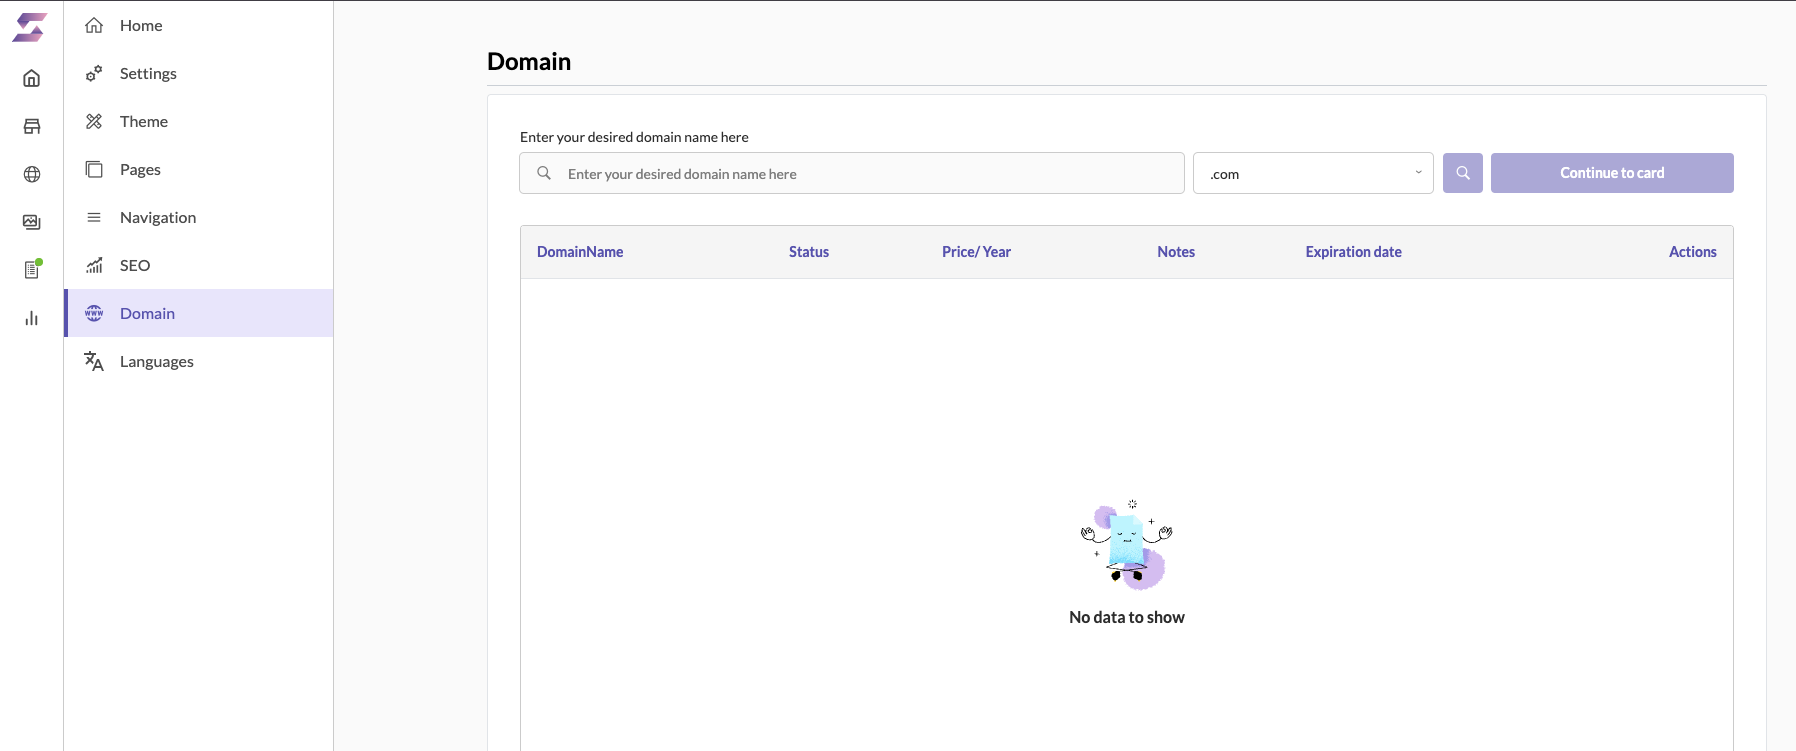 Home
Settings
Theme
Pages
Navigation
SEO
www Domain
Languages
Domain
Enter your desired domain name here
Enter your desired domain name here .com Continue to card
DomainName Status Price/ Year Notes Expiration date Actions
No data to show